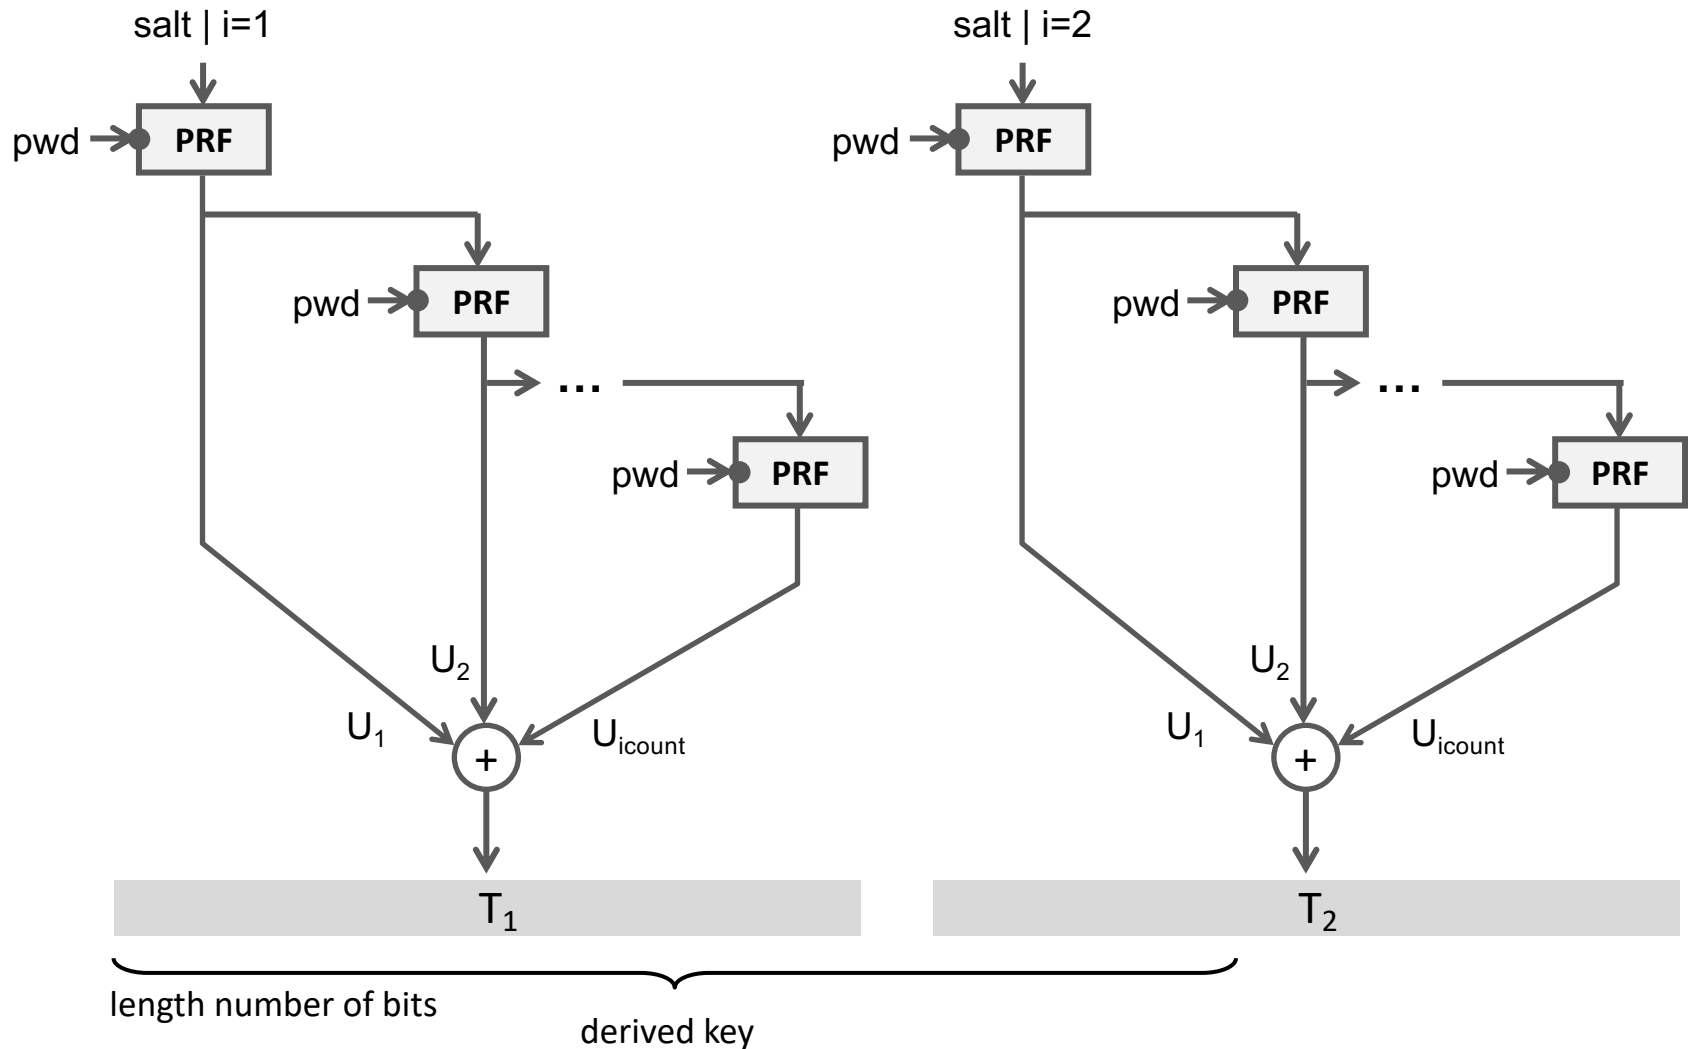 salt | i=1
salt | i=2
pwd PRF
pwd PRF
pwd PRF
pwd PRF
...
...
pwd PRF
pwd PRF
U2
U2
U1
Uicount
U1
Uicount
+
+
T1
T2
length number of bits
derived key